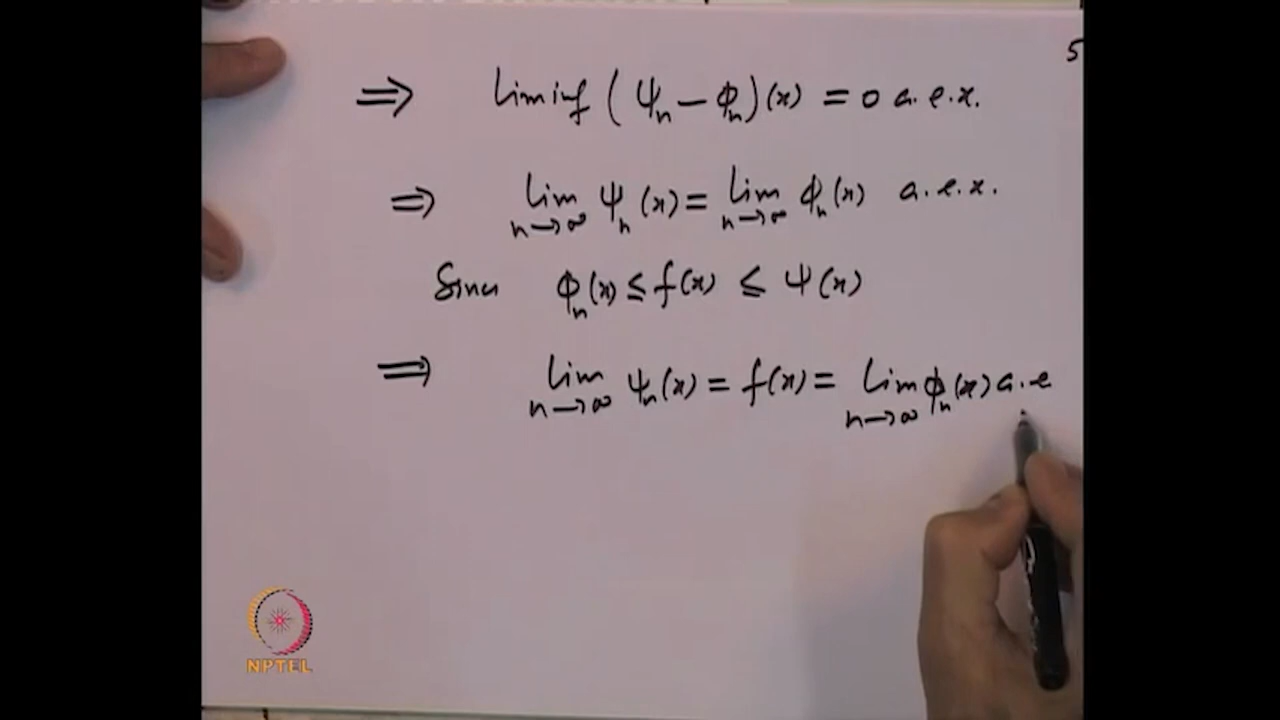 5
⇒ Lim inf (ψₙ − ϕₙ)(x) = 0 a.e.x.
⇒ Lim n→∞ ψₙ(x) = Lim n→∞ ϕₙ(x) a.e.x.
Since ϕₙ(x) ≤ f(x) ≤ ψ(x)
⇒ Lim n→∞ ψₙ(x) = f(x) = Lim n→∞ ϕₙ(x) a.e
NPTEL